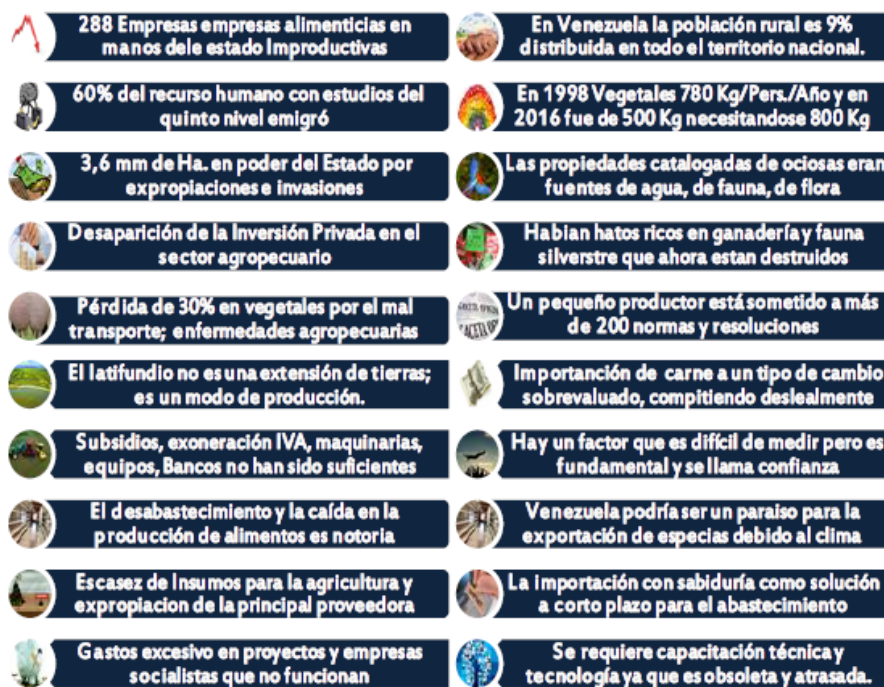 288 Empresas empresas alimenticias en
manos dele estado Improductivas
60% del recurso humano con estudios del
quinto nivel emigró
3,6 mm de Ha. en poder del Estado por
expropiaciones e invasiones
Desaparición de la Inversión Privada en el
sector agropecuario
Pérdida de 30% en vegetales por el mal
transporte; enfermedades agropecuarias
El latifundio no es una extensión de tierras;
es un modo de producción.
Subsidios, exoneración IVA, maquinarias,
equipos, Bancos no han sido suficientes
El desabastecimiento y la caída en la
producción de alimentos es notoria
Escasez de Insumos para la agricultura y
expropiacion de la principal proveedora
Gastos excesivo en proyectos y empresas
socialistas que no funcionan
En Venezuela la población rural es 9%
distribuida en todo el territorio nacional.
En 1998 Vegetales 780 Kg/Pers./Año y en
2016 fue de 500 Kg necesitandose 800 Kg
Las propiedades catalogadas de ociosas eran
fuentes de agua, de fauna, de flora
Habian hatos ricos en ganadería y fauna
silverstre que ahora estan destruidos
Un pequeño productor está sometido a más
de 200 normas y resoluciones
Importanción de carne a un tipo de cambio
sobrevaluado, compitiendo deslealmente
Hay un factor que es difícil de medir pero es
fundamental y se llama confianza
Venezuela podría ser un paraiso para la
exportación de especias debido al clima
La importación con sabiduría como solución
a corto plazo para el abastecimiento
Se requiere capacitación técnica y
tecnología ya que es obsoleta y atrasada.